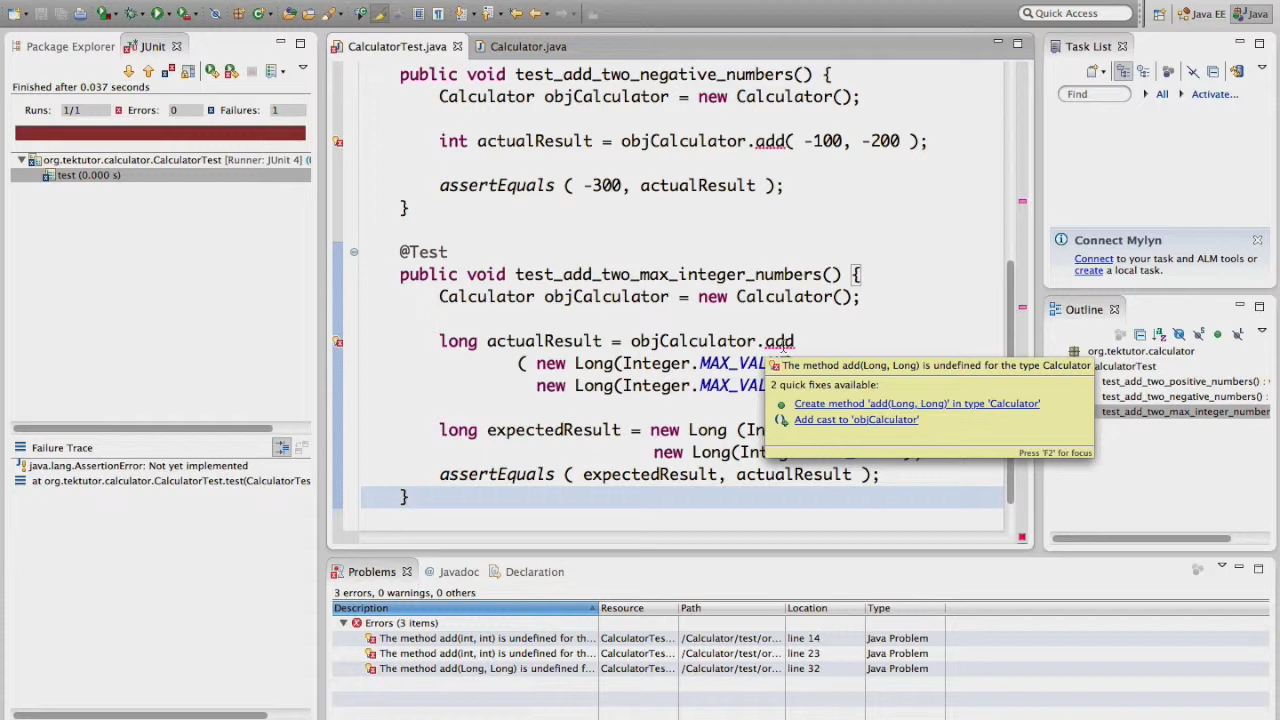 Quick Access
Java EE
Java
Package Explorer
JUnit
Finished after 0.037 seconds
Runs: 1/1
Errors: 0
Failures: 1
org.tektutor.calculator.CalculatorTest [Runner: JUnit 4] (
test (0.000 s)
Failure Trace
java.lang.AssertionError: Not yet implemented
at org.tektutor.calculator.CalculatorTest.test(CalculatorTes
CalculatorTest.java
Calculator.java
public void test_add_two_negative_numbers() {
Calculator objCalculator = new Calculator();
int actualResult = objCalculator.add( -100, -200 );
assertEquals ( -300, actualResult );
}
@Test
public void test_add_two_max_integer_numbers() {
Calculator objCalculator = new Calculator();
long actualResult = objCalculator.add
( new Long(Integer.MAX_VAL
new Long(Integer.MAX_VAL
long expectedResult = new Long (In
new Long(Int
assertEquals ( expectedResult, actualResult );
}
The method add(Long, Long) is undefined for the type Calculator
2 quick fixes available:
Create method 'add(Long, Long)' in type 'Calculator'
Add cast to 'objCalculator'
Press 'F2' for focus
Task List
Find
All
Activate...
Connect Mylyn
Connect to your task and ALM tools or
create a local task.
Outline
org.tektutor.calculator
alculatorTest
test_add_two_positive_numbers() :
test_add_two_negative_numbers() :
test_add_two_max_integer_number
Problems
Javadoc
Declaration
3 errors, 0 warnings, 0 others
Description Resource Path Location Type
Errors (3 items)
The method add(int, int) is undefined for th... CalculatorTes... /Calculator/test/or... line 14 Java Problem
The method add(int, int) is undefined for th... CalculatorTes... /Calculator/test/or... line 23 Java Problem
The method add(Long, Long) is undefined f... CalculatorTes... /Calculator/test/or... line 32 Java Problem